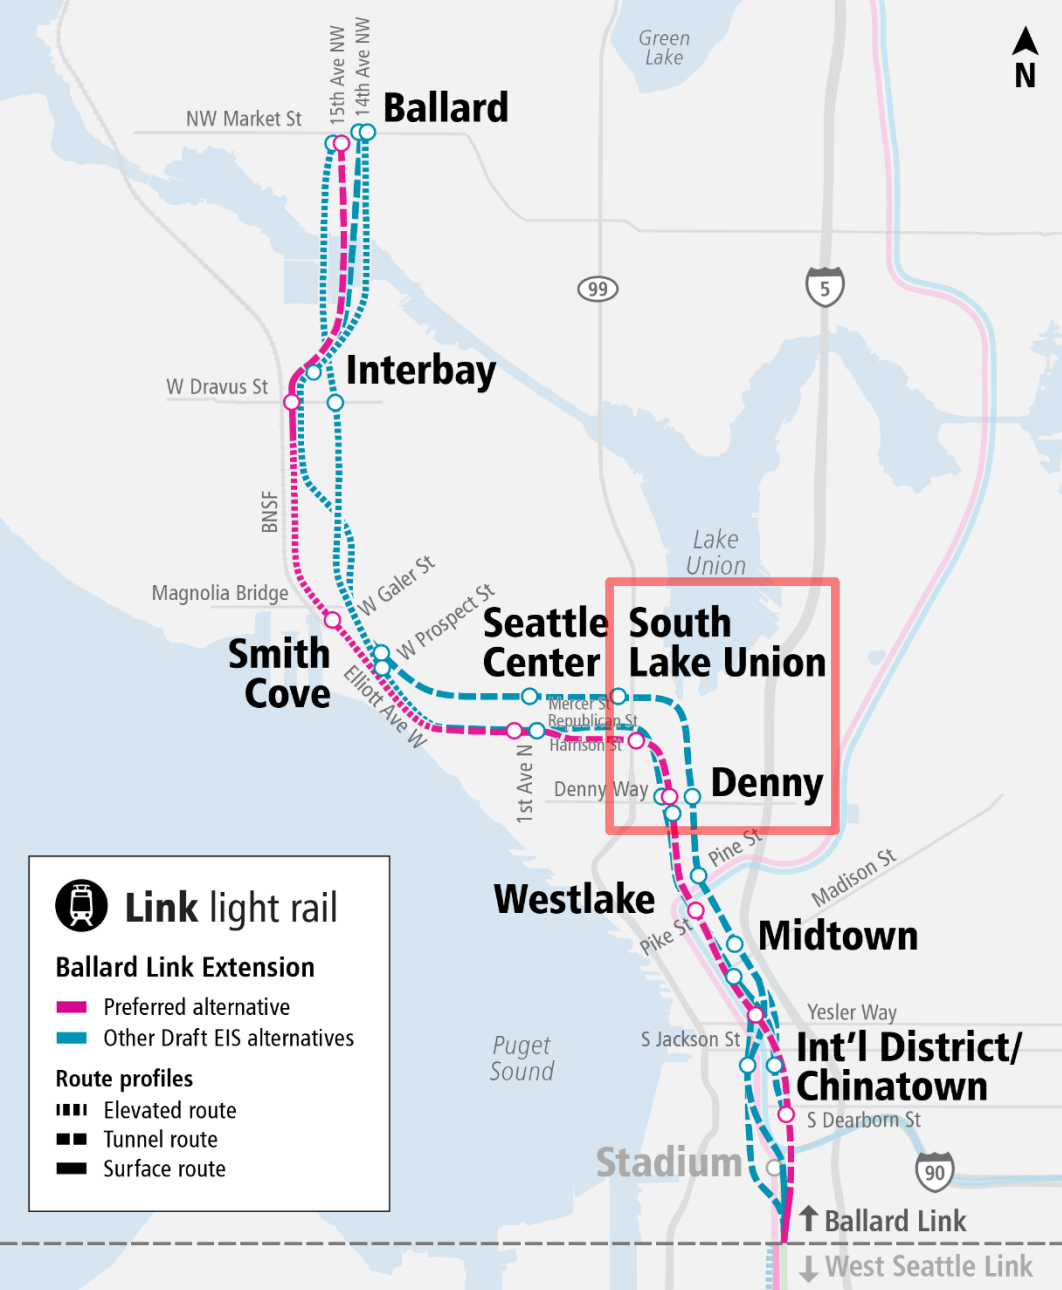 15th Ave NW
14th Ave NW
Green
Lake
N
NW Market St
Ballard
99
5
Interbay
W Dravus St
BNSF
Lake
Union
Magnolia Bridge
W Galer St
W Prospect St
Smith
Cove
Elliott Ave W
Seattle
Center
South
Lake Union
Mercer St
Republican St
Harrison St
1st Ave N
Denny Way
Denny
Pine St
Madison St
Westlake
Pike St
Midtown
Link light rail
Ballard Link Extension
Preferred alternative
Other Draft EIS alternatives
Route profiles
Elevated route
Tunnel route
Surface route
Puget
Sound
Yesler Way
S Jackson St
Int'l District/
Chinatown
S Dearborn St
Stadium
90
Ballard Link
West Seattle Link